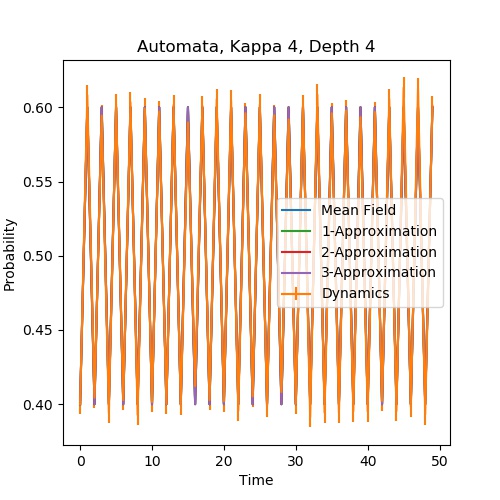 Automata, Kappa 4, Depth 4
0.60
0.55
0.50
0.45
0.40
Probability
Mean Field
1-Approximation
2-Approximation
3-Approximation
Dynamics
0 10 20 30 40 50
Time